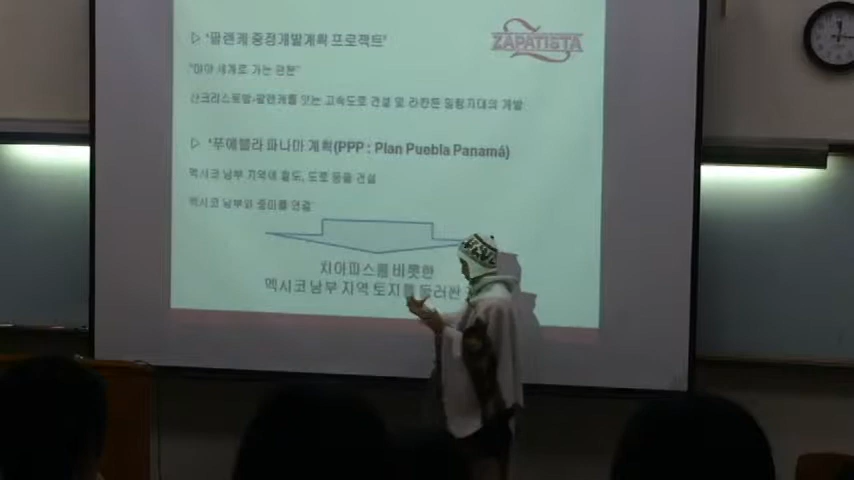 ▷ '팔렌케 중정개발계획 프로젝트'
ZAPATISTA
"마야 세계로 가는 관문"
산크리스토발-팔렌케를 잇는 고속도로 건설 및 라칸돈 밀림지대의 개발
▷ '푸에블라 파나마 계획(PPP : Plan Puebla Panamá)
멕시코 남부 지역에 철도, 도로 등을 건설
멕시코 남부와 중미를 연결
치아파스를 비롯한
멕시코 남부 지역 토지를 둘러싼